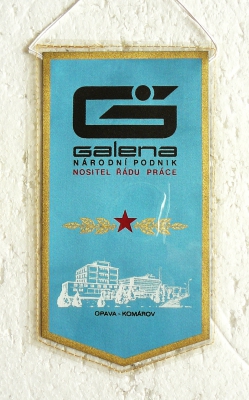 Galena
NÁRODNÍ PODNIK
NOSITEL ŘÁDU PRÁCE
OPAVA - KOMÁROV